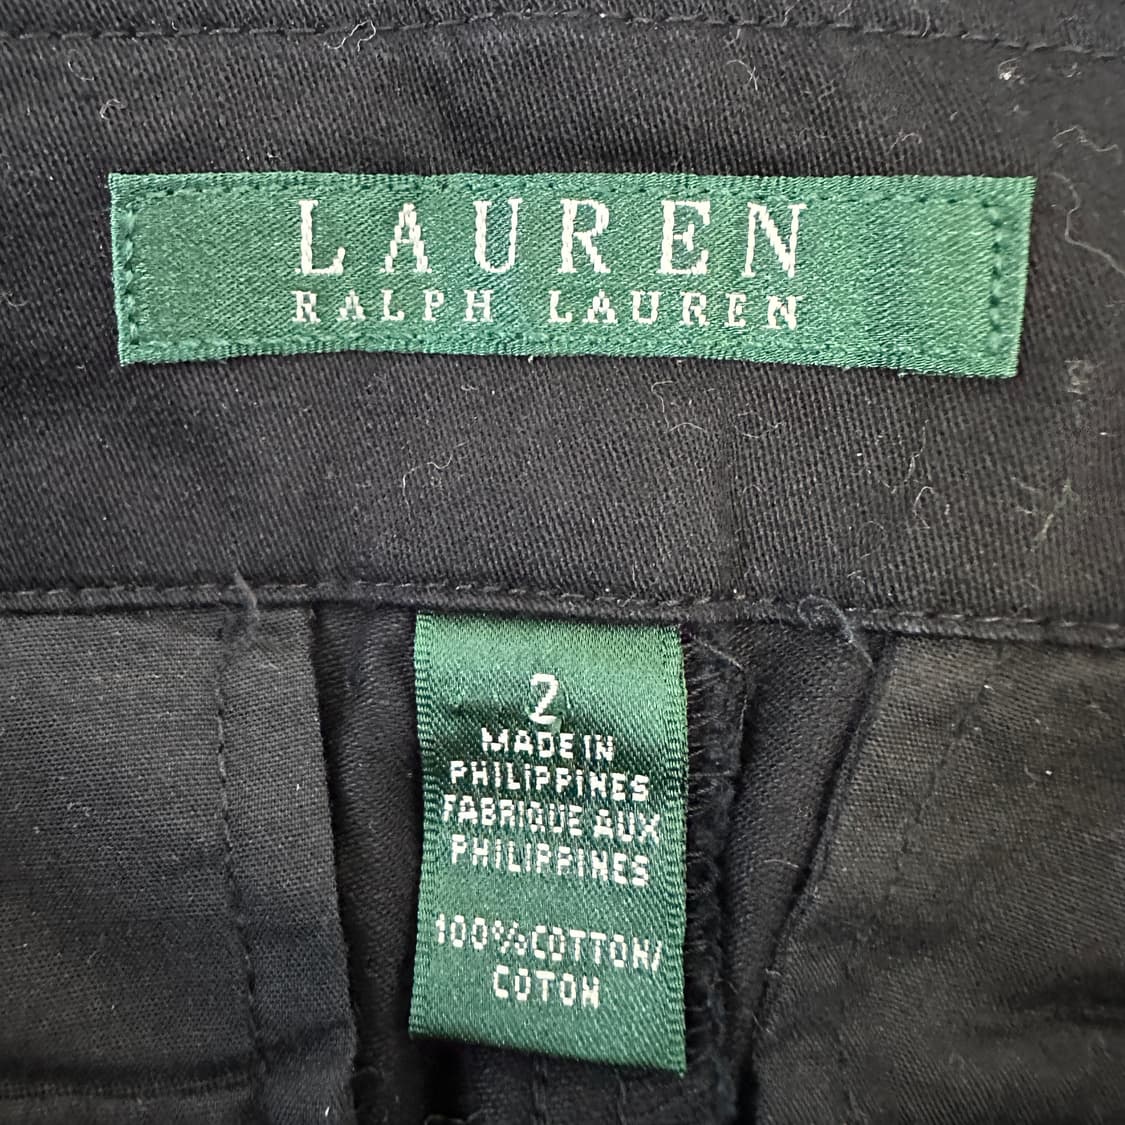 LAUREN
RALPH LAUREN
2
MADE IN
PHILIPPINES
FABRIQUE AUX
PHILIPPINES
100%COTTON/
COTON